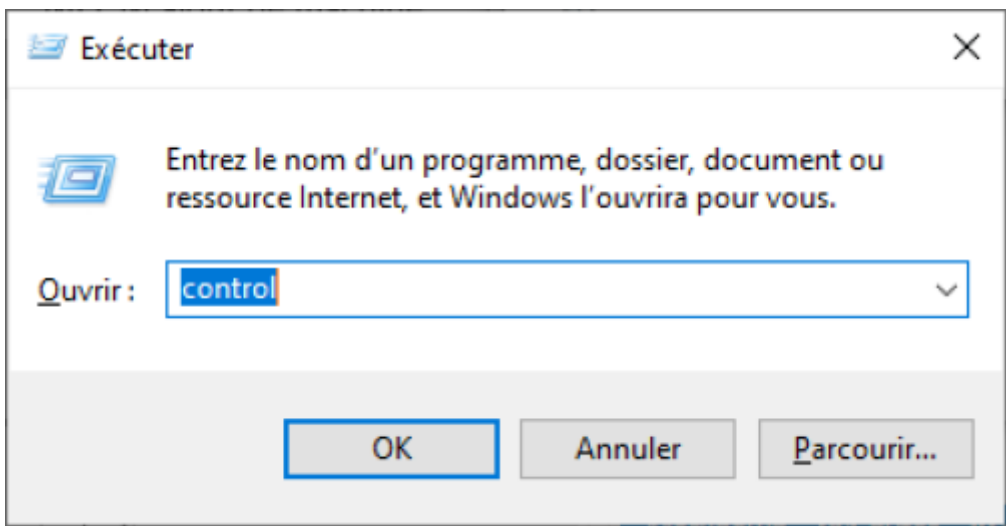 Exécuter
Entrez le nom d'un programme, dossier, document ou
ressource Internet, et Windows l'ouvrira pour vous.
Ouvrir :
control
OK
Annuler
Parcourir...